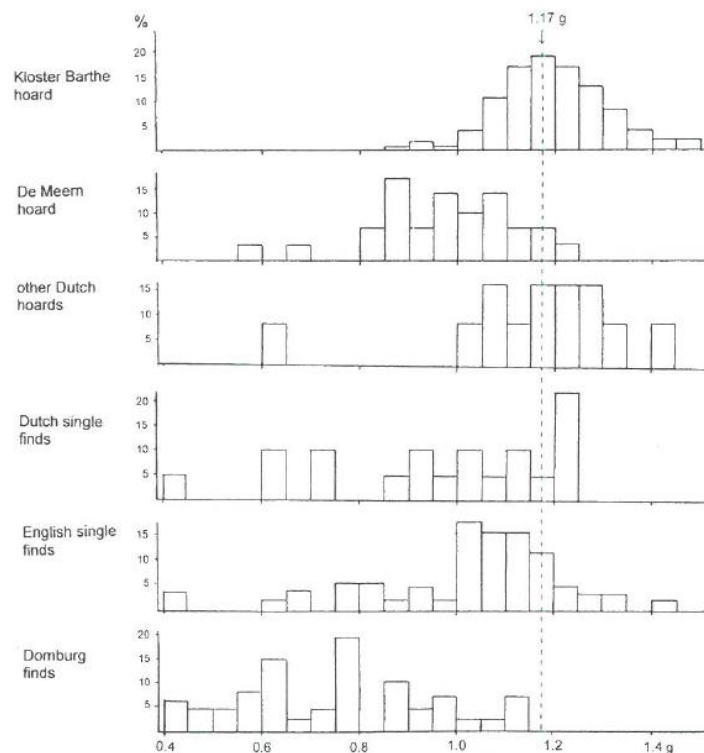 % 1.17 g
20
15
10
5
Kloster Barthe
hoard
15
10
5
De Meern
hoard
15
10
5
other Dutch
hoards
20
15
10
5
Dutch single
finds
15
10
5
English single
finds
20
15
10
5
Domburg
finds
0.4 0.6 0.8 1.0 1.2 1.4 g